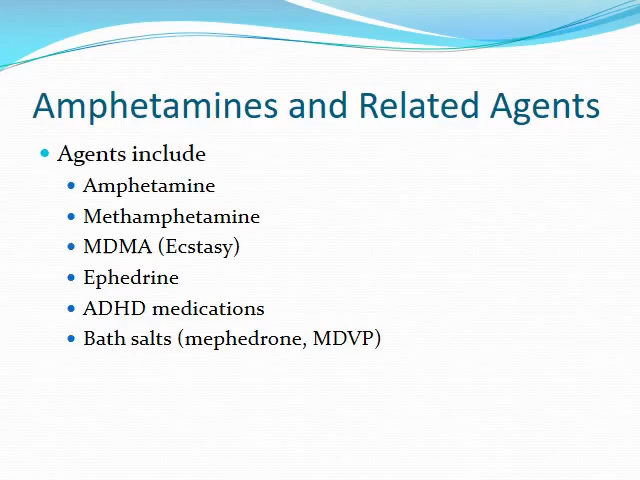 Amphetamines and Related Agents
Agents include
Amphetamine
Methamphetamine
MDMA (Ecstasy)
Ephedrine
ADHD medications
Bath salts (mephedrone, MDVP)